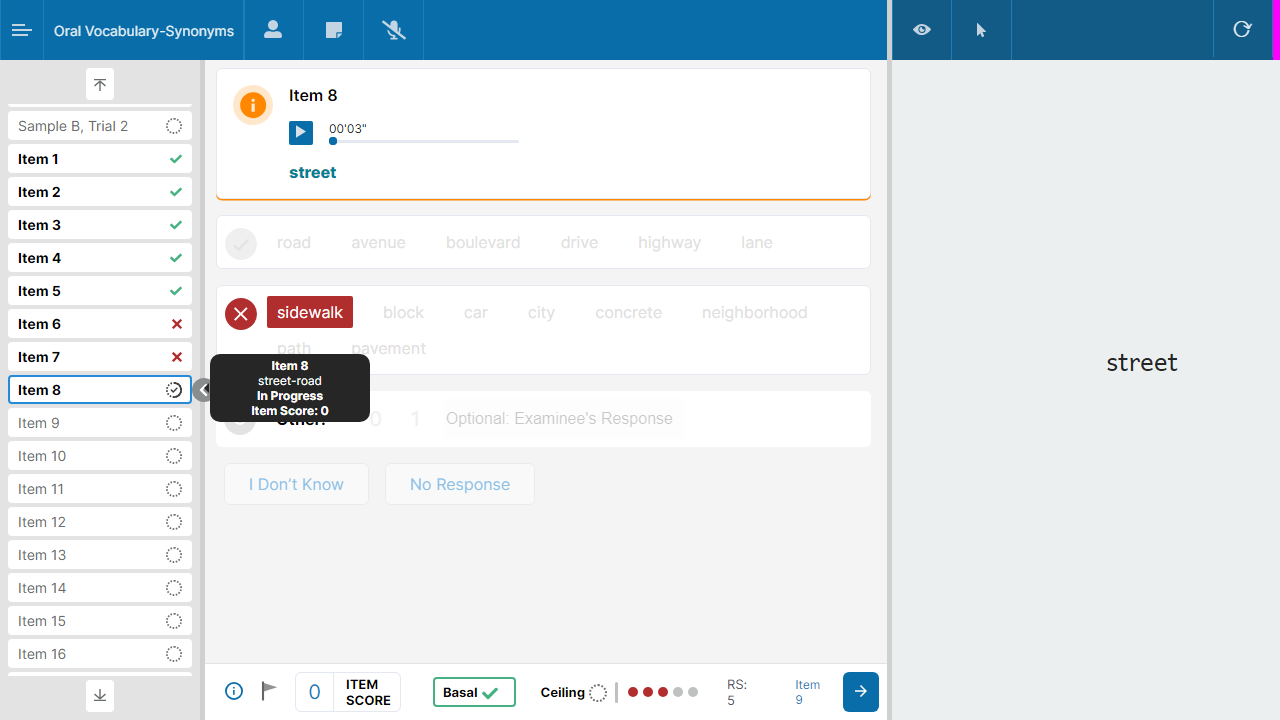 Oral Vocabulary-Synonyms
Sample B, Trial 2
Item 1
Item 2
Item 3
Item 4
Item 5
Item 6
Item 7
Item 8
Item 9
Item 10
Item 11
Item 12
Item 13
Item 14
Item 15
Item 16
Item 8
00'03"
street
road avenue boulevard drive highway lane
sidewalk block car city concrete neighborhood
path pavement
Item 8
street-road
In Progress
Item Score: 0
Other: 0 1 Optional: Examinee's Response
I Don't Know No Response
0 ITEM SCORE
Basal
Ceiling
RS: 5
Item 9
street